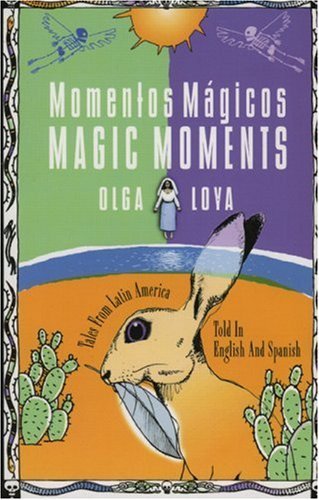 Momentos Mágicos
MAGIC MOMENTS
OLGA LOYA
Tales From Latin America
Told In
English And Spanish